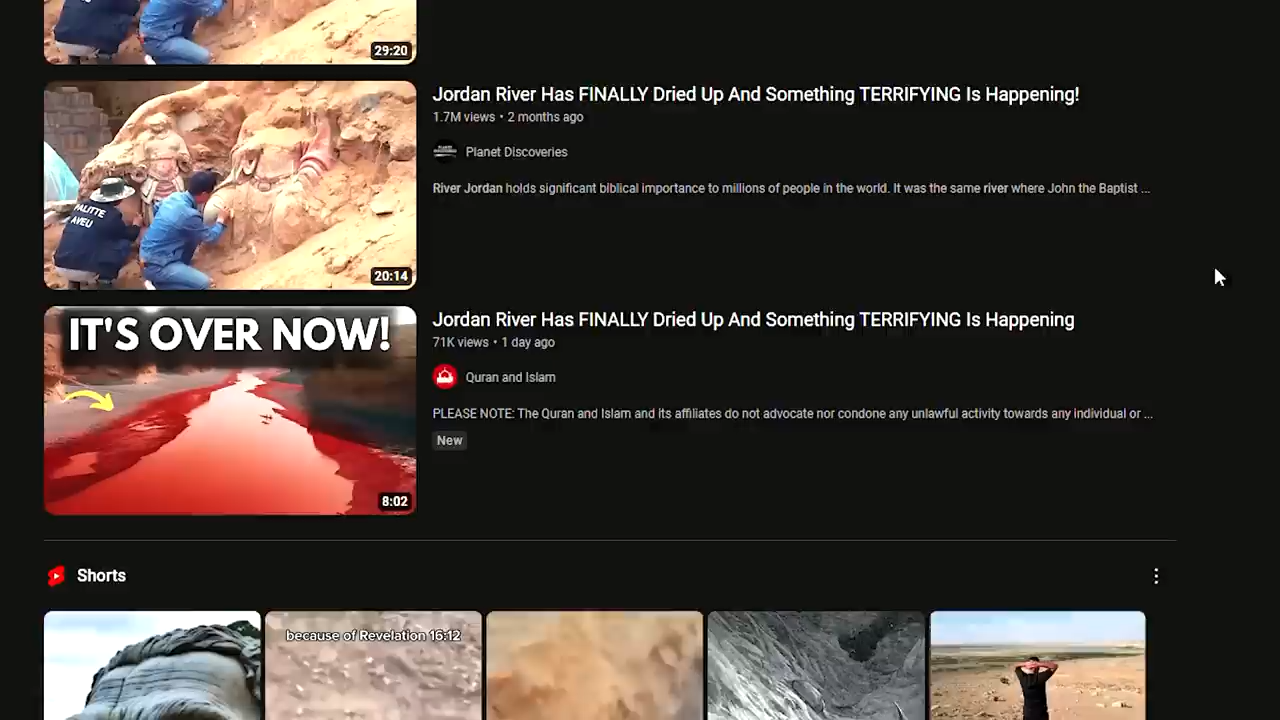 29:20
Jordan River Has FINALLY Dried Up And Something TERRIFYING Is Happening!
1.7M views • 2 months ago
Planet Discoveries
River Jordan holds significant biblical importance to millions of people in the world. It was the same river where John the Baptist ...
PALITTE
AVEU
20:14
IT'S OVER NOW!
8:02
Jordan River Has FINALLY Dried Up And Something TERRIFYING Is Happening
71K views • 1 day ago
Quran and Islam
PLEASE NOTE: The Quran and Islam and its affiliates do not advocate nor condone any unlawful activity towards any individual or ...
New
Shorts
because of Revelation 16:12